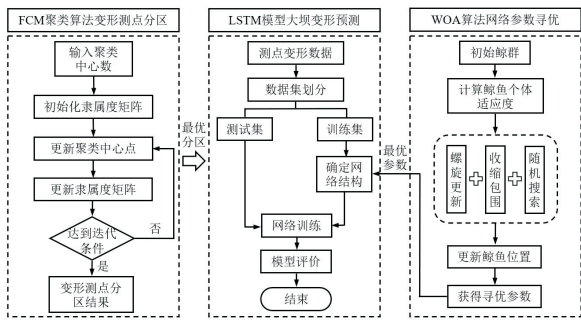 FCM聚类算法变形测点分区
输入聚类
中心数
初始化隶属度矩阵
更新聚类中心点
更新隶属度矩阵
达到迭代
条件
否
是
变形测点分
区结果
最优
分区
LSTM模型大坝变形预测
测点变形数据
数据集划分
测试集
训练集
确定网
络结构
网络训练
模型评价
结束
最优
参数
WOA算法网络参数寻优
初始鲸群
计算鲸鱼个体
适应度
螺旋更新
收缩包围
随机搜索
更新鲸鱼位置
获得寻优参数